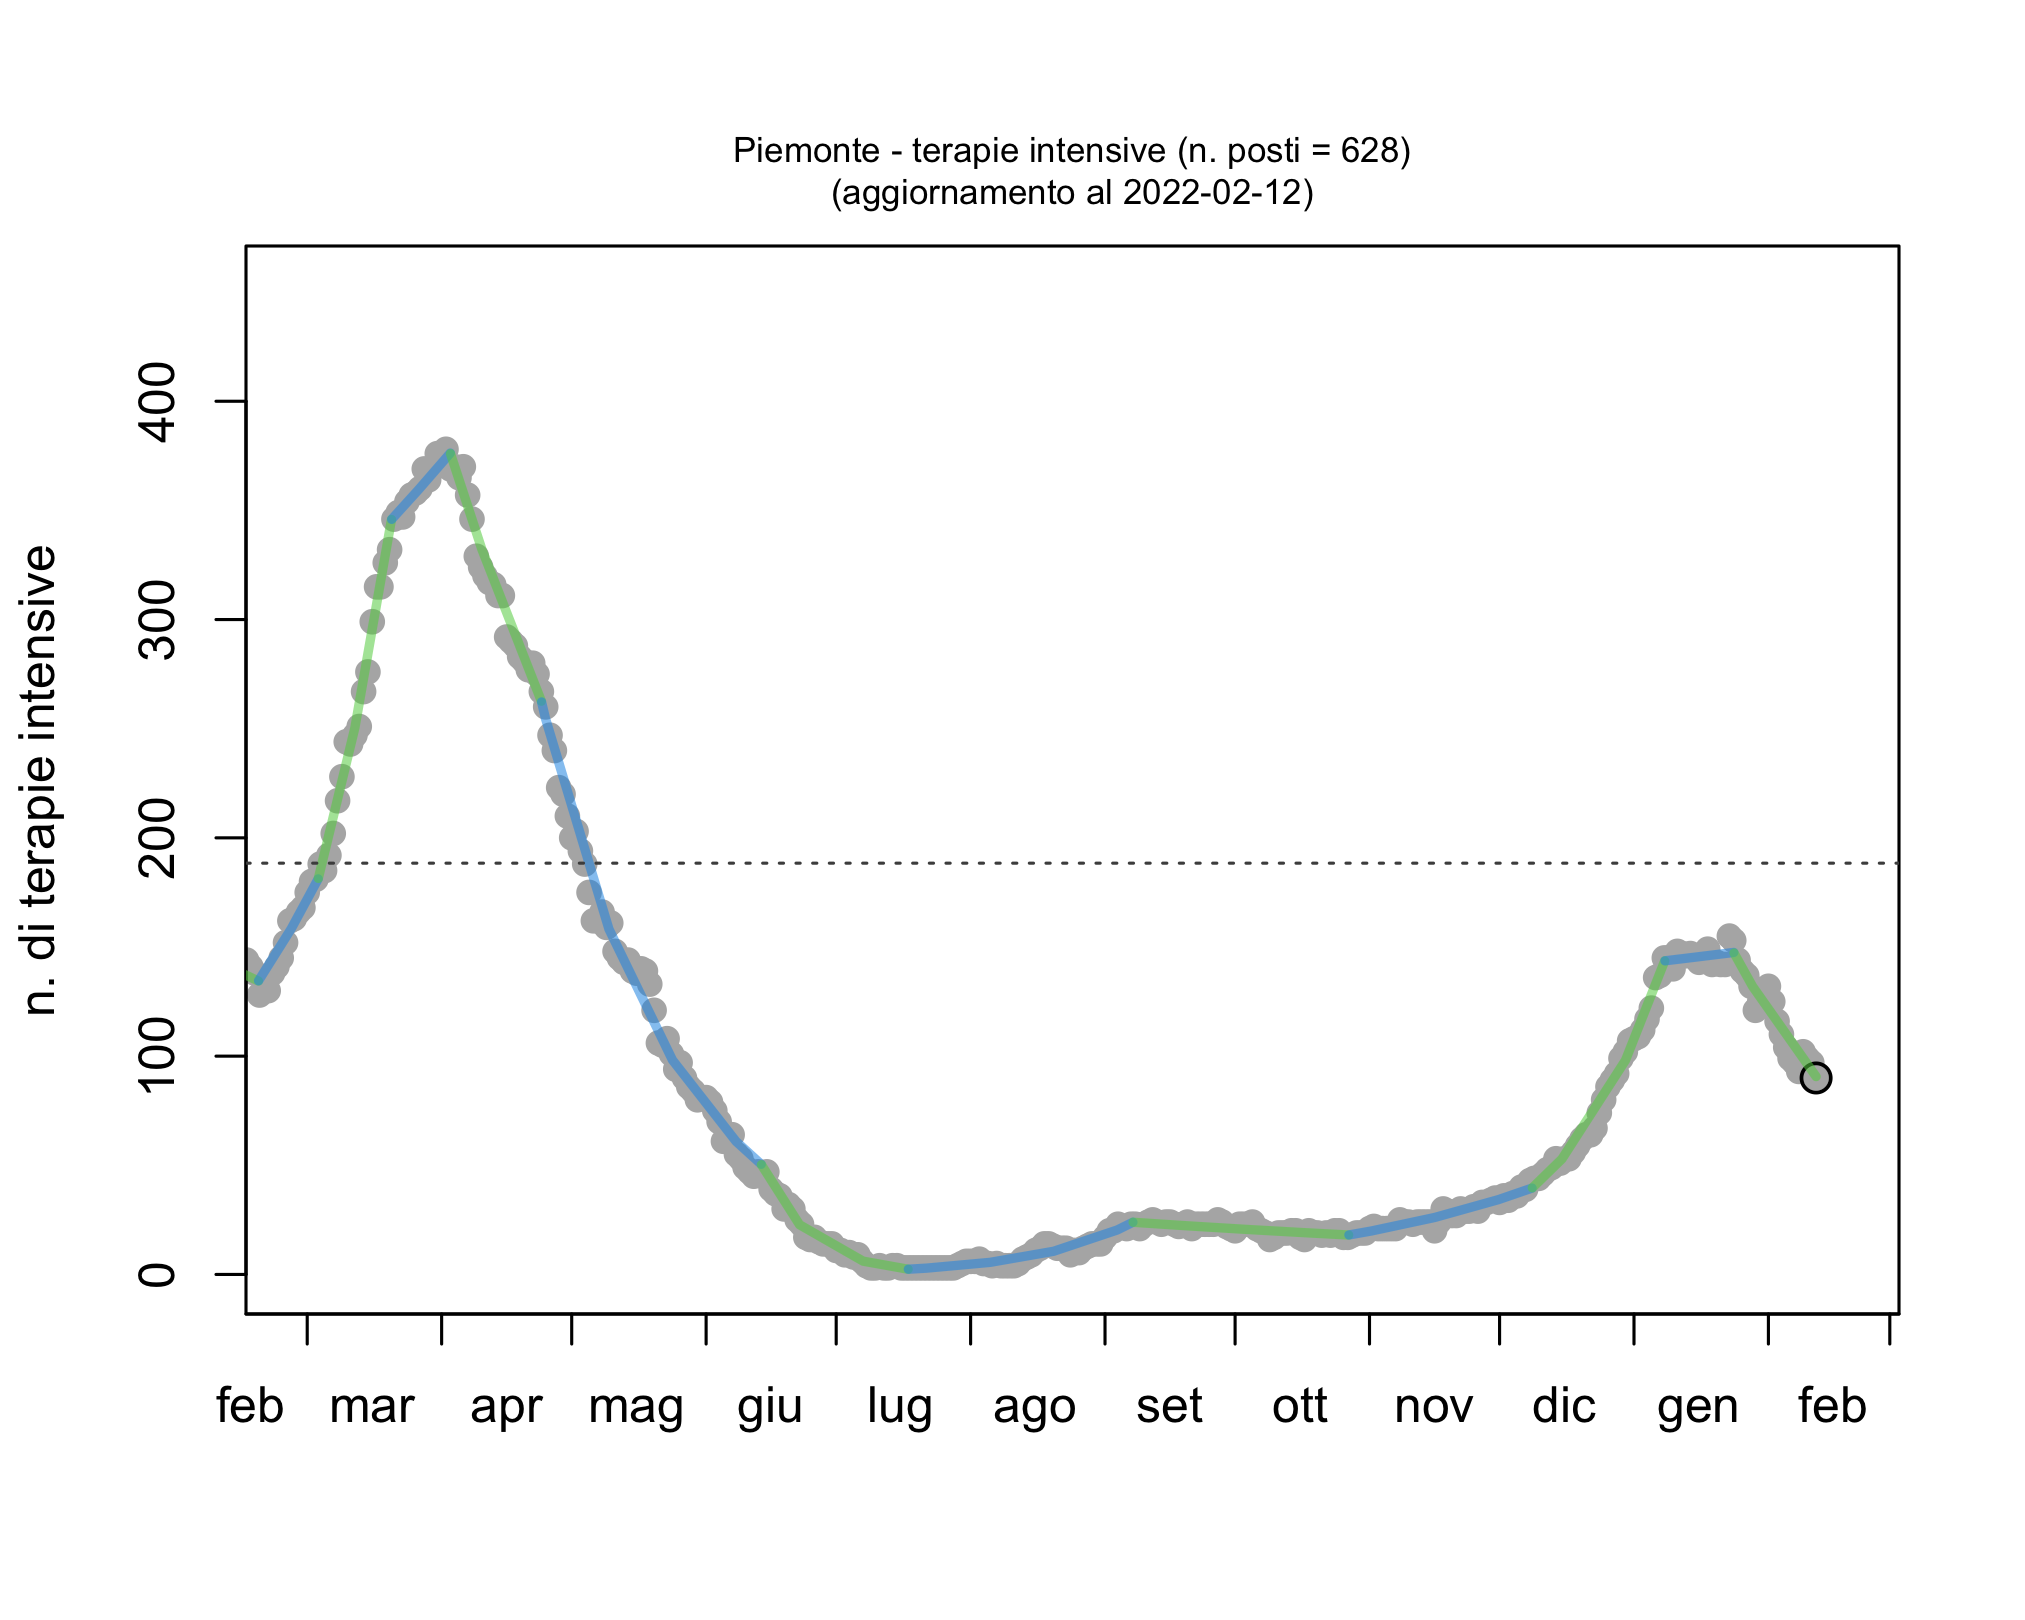 Piemonte - terapie intensive (n. posti = 628)
(aggiornamento al 2022-02-12)
n. di terapie intensive
400
300
200
100
0
feb mar apr mag giu lug ago set ott nov dic gen feb